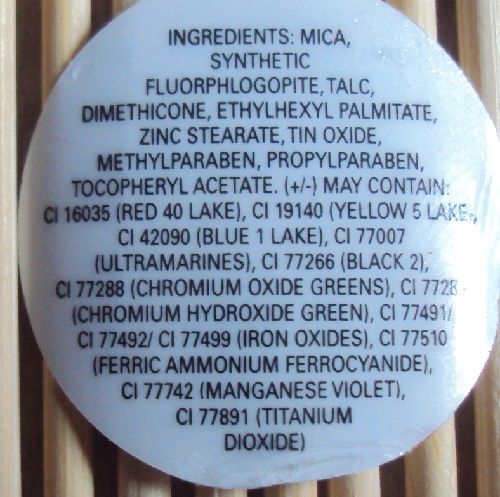 INGREDIENTS: MICA,
SYNTHETIC
FLUORPHLOGOPITE, TALC,
DIMETHICONE, ETHYLHEXYL PALMITATE,
ZINC STEARATE, TIN OXIDE,
METHYLPARABEN, PROPYLPARABEN,
TOCOPHERYL ACETATE. (+/-) MAY CONTAIN:
CI 16035 (RED 40 LAKE), CI 19140 (YELLOW 5 LAKE),
CI 42090 (BLUE 1 LAKE), CI 77007
(ULTRAMARINES), CI 77266 (BLACK 2),
CI 77288 (CHROMIUM OXIDE GREENS), CI
(CHROMIUM HYDROXIDE GREEN), CI 77491/
CI 77492/ CI 77499 (IRON OXIDES), CI 77510
(FERRIC AMMONIUM FERROCYANIDE),
CI 77742 (MANGANESE VIOLET),
CI 77891 (TITANIUM
DIOXIDE)